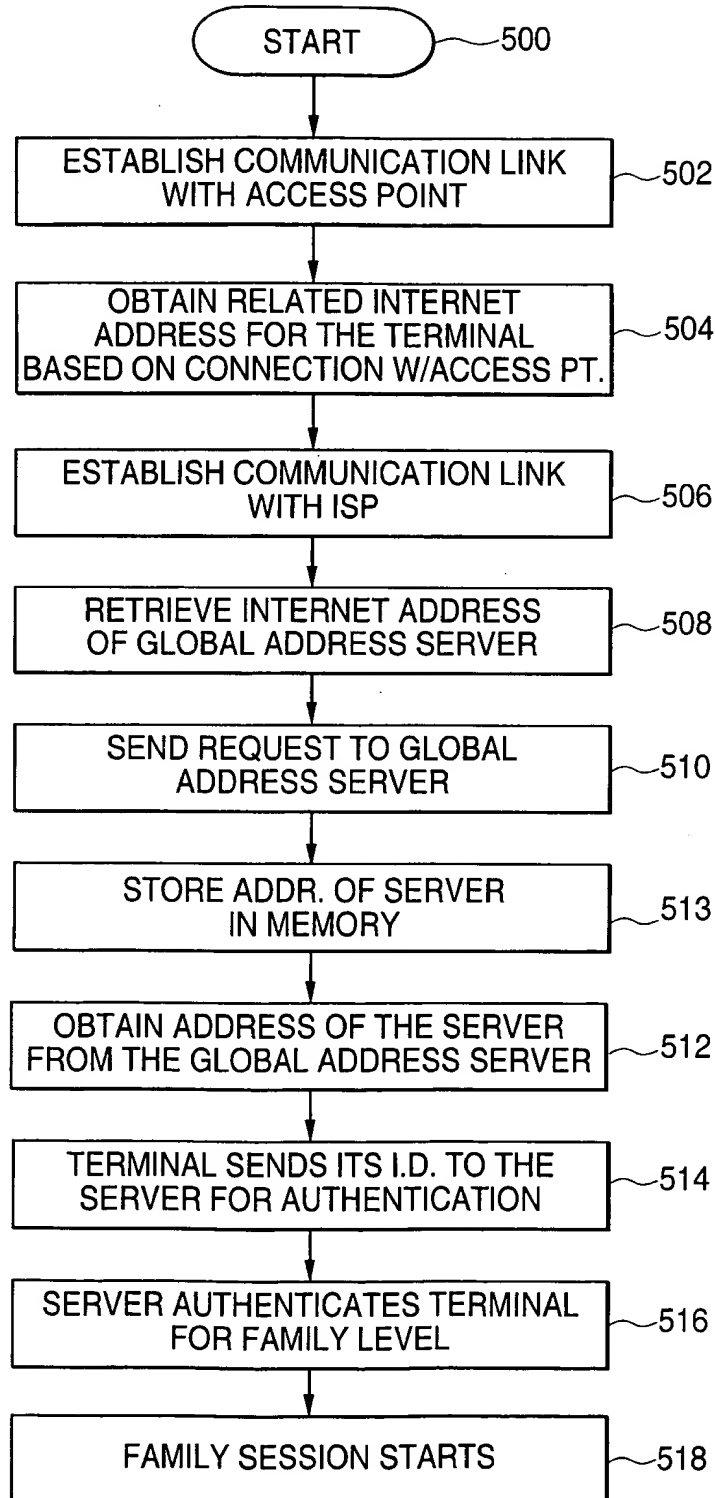 START
500
ESTABLISH COMMUNICATION LINK
WITH ACCESS POINT
502
OBTAIN RELATED INTERNET
ADDRESS FOR THE TERMINAL
BASED ON CONNECTION W/ACCESS PT.
504
ESTABLISH COMMUNICATION LINK
WITH ISP
506
RETRIEVE INTERNET ADDRESS
OF GLOBAL ADDRESS SERVER
508
SEND REQUEST TO GLOBAL
ADDRESS SERVER
510
STORE ADDR. OF SERVER
IN MEMORY
513
OBTAIN ADDRESS OF THE SERVER
FROM THE GLOBAL ADDRESS SERVER
512
TERMINAL SENDS ITS I.D. TO THE
SERVER FOR AUTHENTICATION
514
SERVER AUTHENTICATES TERMINAL
FOR FAMILY LEVEL
516
FAMILY SESSION STARTS
518